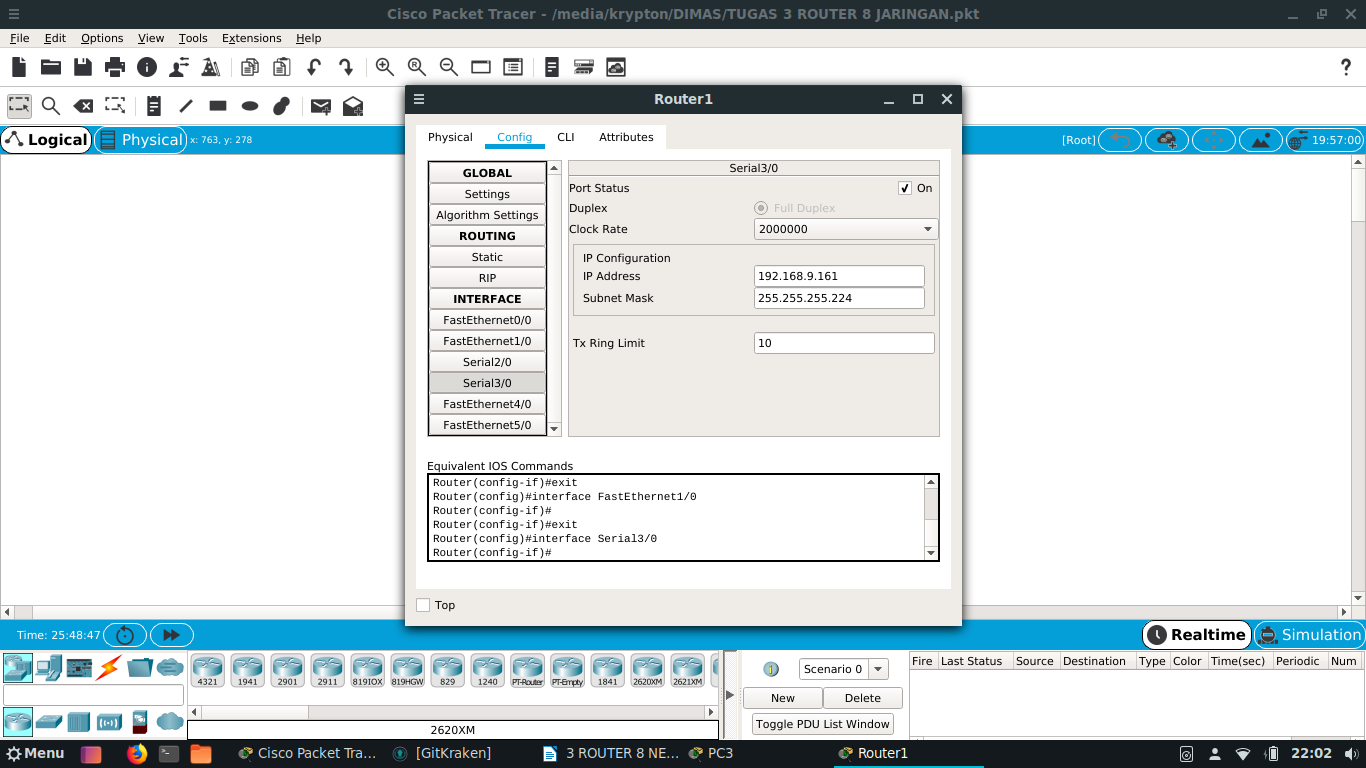 Cisco Packet Tracer - /media/krypton/DIMAS/TUGAS 3 ROUTER 8 JARINGAN.pkt
File Edit Options View Tools Extensions Help
?
Logical Physical x: 763, y: 278 [Root] 19:57:00
Router1
Physical Config CLI Attributes
GLOBAL
Settings
Algorithm Settings
ROUTING
Static
RIP
INTERFACE
FastEthernet0/0
FastEthernet1/0
Serial2/0
Serial3/0
FastEthernet4/0
FastEthernet5/0
Serial3/0
Port Status On
Duplex Full Duplex
Clock Rate 2000000
IP Configuration
IP Address 192.168.9.161
Subnet Mask 255.255.255.224
Tx Ring Limit 10
Equivalent IOS Commands
Router(config-if)#exit
Router(config)#interface FastEthernet1/0
Router(config-if)#
Router(config-if)#exit
Router(config)#interface Serial3/0
Router(config-if)#
Top
Time: 25:48:47 Realtime Simulation
4321 1941 2901 2911 819IOX 819HGW 829 1240 PT-Router PT-Empty 1841 2620XM 2621XM
2620XM
Scenario 0
New Delete
Toggle PDU List Window
Fire Last Status Source Destination Type Color Time(sec) Periodic Num
Menu Cisco Packet Tra... [GitKraken] 3 ROUTER 8 NE... PC3 Router1 22:02